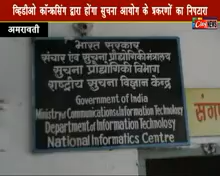 व्हिडीओ कॉन्फ्रसिंग द्वारा होंगा सुचना आयोग के प्रकरणों का निपटारा
अमरावती
भारत सरकार
संचार एवं सूचना प्रौद्योगिकी मंत्रालय
सूचना प्रौद्योगिकी विभाग
राष्ट्रीय सूचना विज्ञान केन्द्र
Government of India
Ministry of Communications & Information Technology
Department of Information Technology
National Informatics Centre